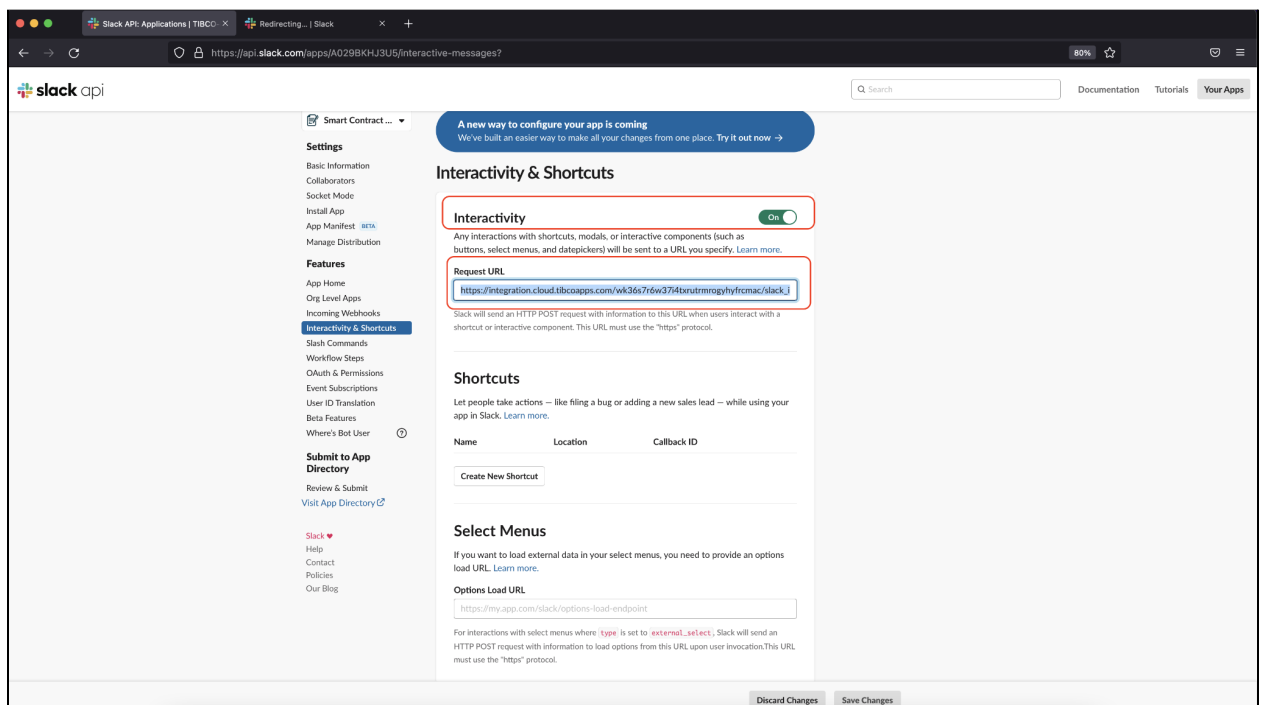 Slack API: Applications | TIBCO-
Redirecting... | Slack
https://api.slack.com/apps/A029BKHJ3U5/interactive-messages?
80%
slack api
Search
Documentation
Tutorials
Your Apps
Smart Contract ...
Settings
Basic Information
Collaborators
Socket Mode
Install App
App Manifest BETA
Manage Distribution
Features
App Home
Org Level Apps
Incoming Webhooks
Interactivity & Shortcuts
Slash Commands
Workflow Steps
OAuth & Permissions
Event Subscriptions
User ID Translation
Beta Features
Where's Bot User
Submit to App
Directory
Review & Submit
Visit App Directory
Slack
Help
Contact
Policies
Our Blog
A new way to configure your app is coming
We've built an easier way to make all your changes from one place. Try it out now →
Interactivity & Shortcuts
Interactivity
On
Any interactions with shortcuts, modals, or interactive components (such as
buttons, select menus, and datepickers) will be sent to a URL you specify. Learn more.
Request URL
https://integration.cloud.tibcoapps.com/wk36s7r6w37i4txrutrmrogyhyfrcmac/slack_i
Slack will send an HTTP POST request with information to this URL when users interact with a
shortcut or interactive component. This URL must use the "https" protocol.
Shortcuts
Let people take actions — like filing a bug or adding a new sales lead — while using your
app in Slack. Learn more.
Name Location Callback ID
Create New Shortcut
Select Menus
If you want to load external data in your select menus, you need to provide an options
load URL. Learn more.
Options Load URL
https://my.app.com/slack/options-load-endpoint
For interactions with select menus where type is set to external_select, Slack will send an
HTTP POST request with information to load options from this URL upon user invocation.This URL
must use the "https" protocol.
Discard Changes
Save Changes